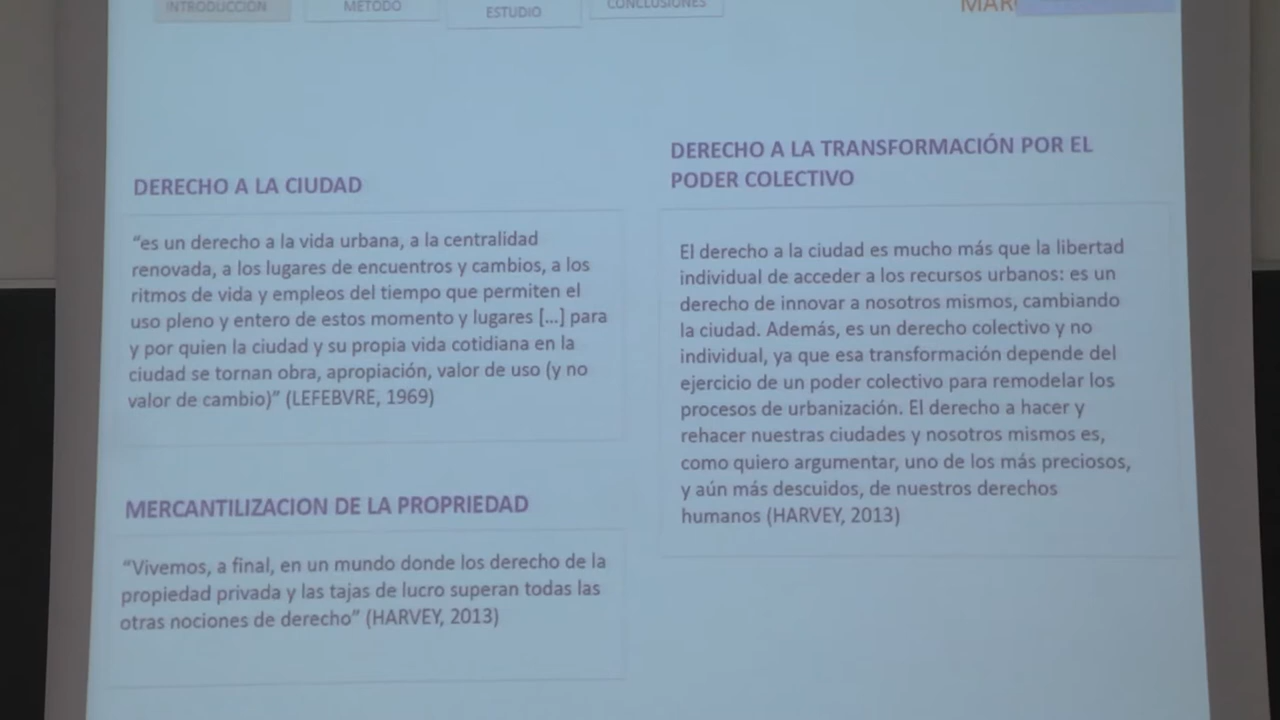 INTRODUCCIÓN
MÉTODO
ESTUDIO
CONCLUSIONES
DERECHO A LA CIUDAD
“es un derecho a la vida urbana, a la centralidad
renovada, a los lugares de encuentros y cambios, a los
ritmos de vida y empleos del tiempo que permiten el
uso pleno y entero de estos momento y lugares [...] para
y por quien la ciudad y su propia vida cotidiana en la
ciudad se tornan obra, apropiación, valor de uso (y no
valor de cambio)” (LEFEBVRE, 1969)
MERCANTILIZACION DE LA PROPRIEDAD
“Vivemos, a final, en un mundo donde los derecho de la
propiedad privada y las tajas de lucro superan todas las
otras nociones de derecho” (HARVEY, 2013)
DERECHO A LA TRANSFORMACIÓN POR EL
PODER COLECTIVO
El derecho a la ciudad es mucho más que la libertad
individual de acceder a los recursos urbanos: es un
derecho de innovar a nosotros mismos, cambiando
la ciudad. Además, es un derecho colectivo y no
individual, ya que esa transformación depende del
ejercicio de un poder colectivo para remodelar los
procesos de urbanización. El derecho a hacer y
rehacer nuestras ciudades y nosotros mismos es,
como quiero argumentar, uno de los más preciosos,
y aún más descuidos, de nuestros derechos
humanos (HARVEY, 2013)